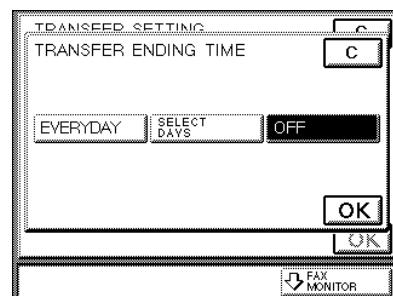 TRANSFER SETTING
C
TRANSFER ENDING TIME
C
EVERYDAY
SELECT
DAYS
OFF
OK
OK
FAX
MONITOR